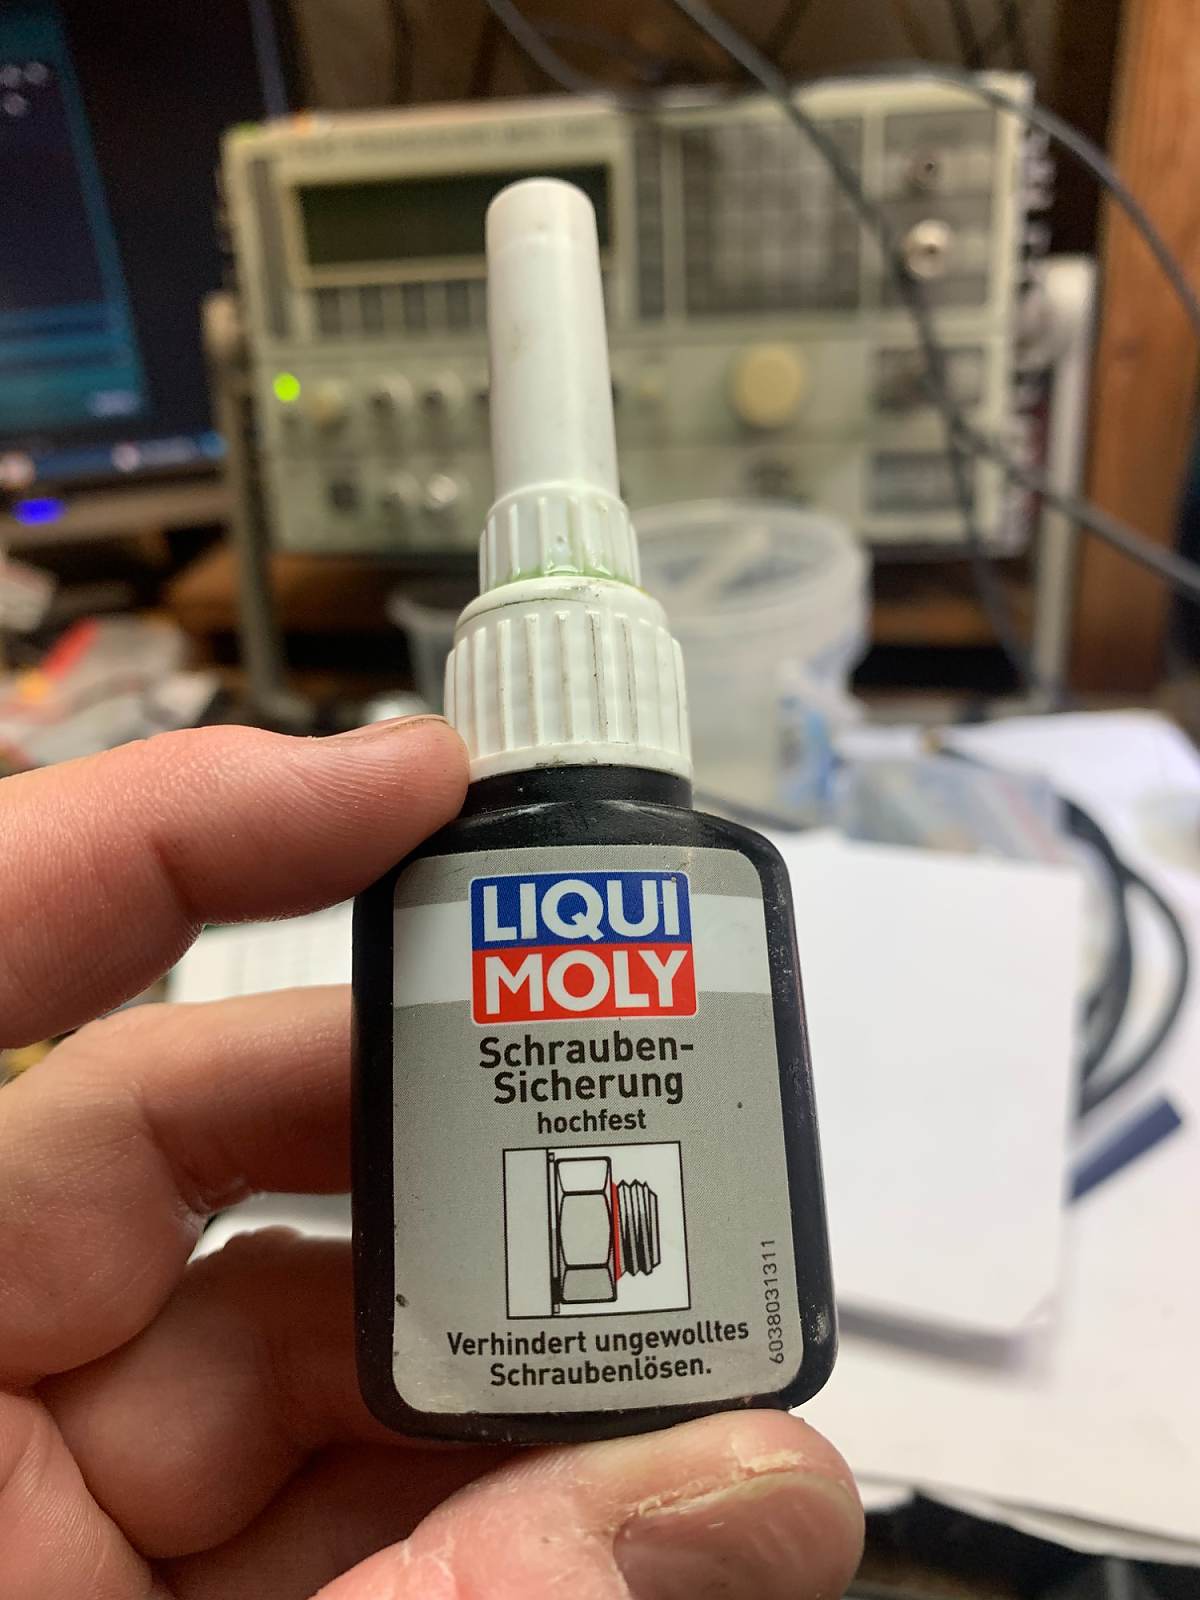 LIQUI
MOLY
Schrauben-
Sicherung
hochfest
Verhindert ungewolltes
Schraubenlösen.
6038031311